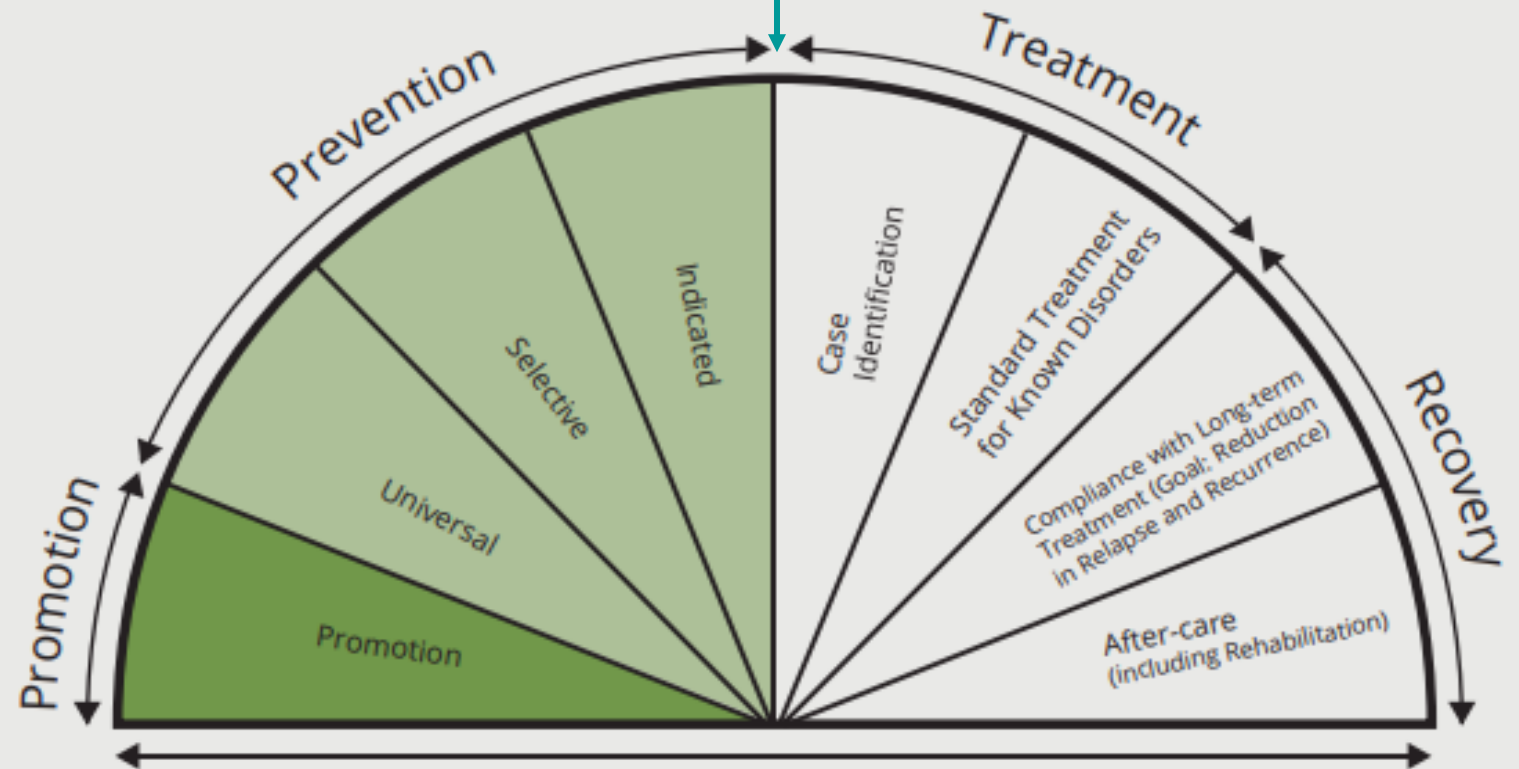 Promotion
Prevention
Treatment
Recovery
Promotion
Universal
Selective
Indicated
Case
Identification
Standard Treatment
for Known Disorders
Compliance with Long-term
Treatment (Goal: Reduction
in Relapse and Recurrence)
After-care
(including Rehabilitation)